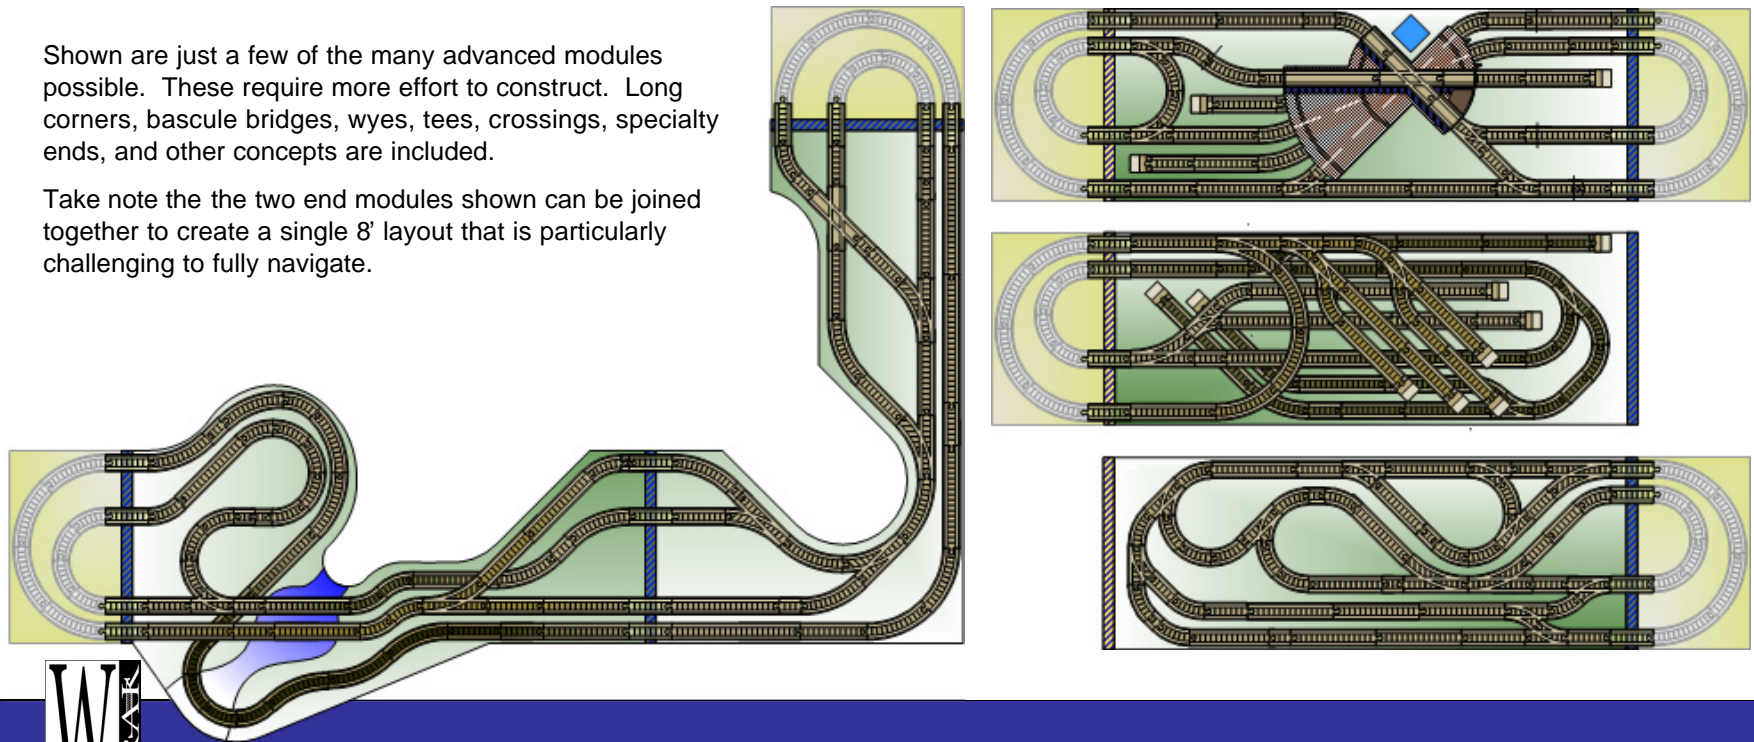 Shown are just a few of the many advanced modules
possible. These require more effort to construct. Long
corners, bascule bridges, wyes, tees, crossings, specialty
ends, and other concepts are included.
Take note the the two end modules shown can be joined
together to create a single 8' layout that is particularly
challenging to fully navigate.
W